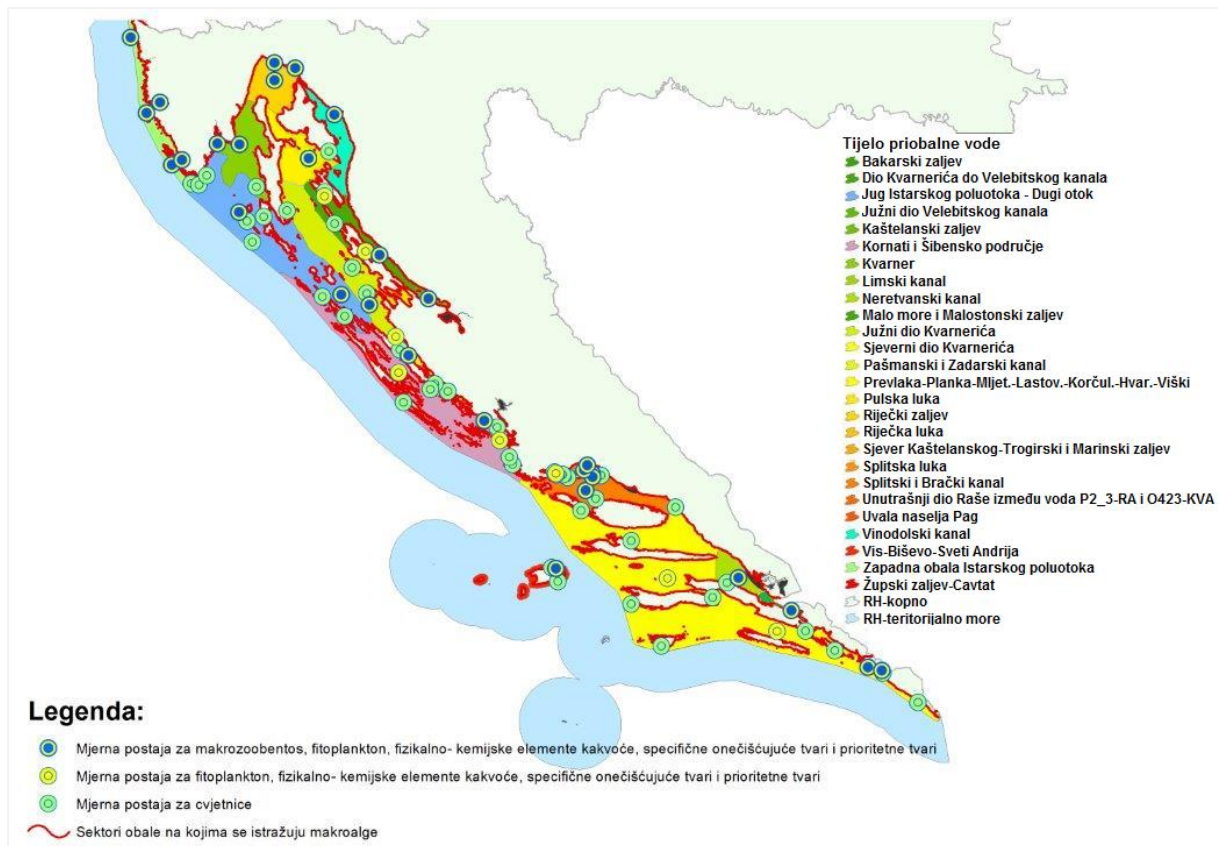 Tijelo priobalne vode
Bakarski zaljev
Dio Kvarnerića do Velebitskog kanala
Jug Istarskog poluotoka - Dugi otok
Južni dio Velebitskog kanala
Kaštelanski zaljev
Kornati i Šibensko područje
Kvarner
Limski kanal
Neretvanski kanal
Malo more i Malostonski zaljev
Južni dio Kvarnerića
Sjeverni dio Kvarnerića
Pašmanski i Zadarski kanal
Prevlaka-Planka-Mljet.-Lastov.-Korčul.-Hvar.-Viški
Pulska luka
Riječki zaljev
Riječka luka
Sjever Kaštelanskog-Trogirski i Marinski zaljev
Splitska luka
Splitski i Brački kanal
Unutrašnji dio Raše između voda P2_3-RA i O423-KVA
Uvala naselja Pag
Vinodolski kanal
Vis-Biševo-Sveti Andrija
Zapadna obala Istarskog poluotoka
Župski zaljev-Cavtat
RH-kopno
RH-teritorijalno more
Legenda:
Mjerna postaja za makrozoobentos, fitoplankton, fizikalno- kemijske elemente kakvoće, specifične onečišćujuće tvari i prioritetne tvari
Mjerna postaja za fitoplankton, fizikalno- kemijske elemente kakvoće, specifične onečišćujuće tvari i prioritetne tvari
Mjerna postaja za cvjetnice
Sektori obale na kojima se istražuju makroalge